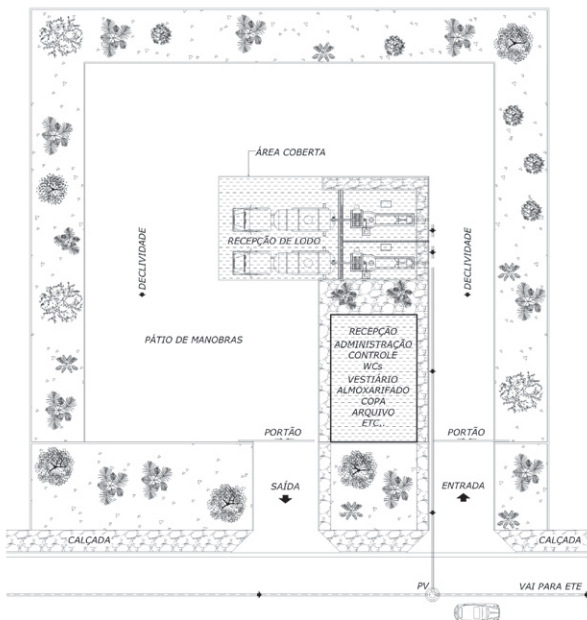 ÁREA COBERTA
RECEPÇÃO DE LODO
DECLIVIDADE
DECLIVIDADE
PÁTIO DE MANOBRAS
RECEPÇÃO
ADMINISTRAÇÃO
CONTROLE
WCs
VESTIÁRIO
ALMOXARIFADO
COPA
ARQUIVO
ETC..
PORTÃO
PORTÃO
SAÍDA
ENTRADA
CALÇADA
CALÇADA
PV
VAI PARA ETE